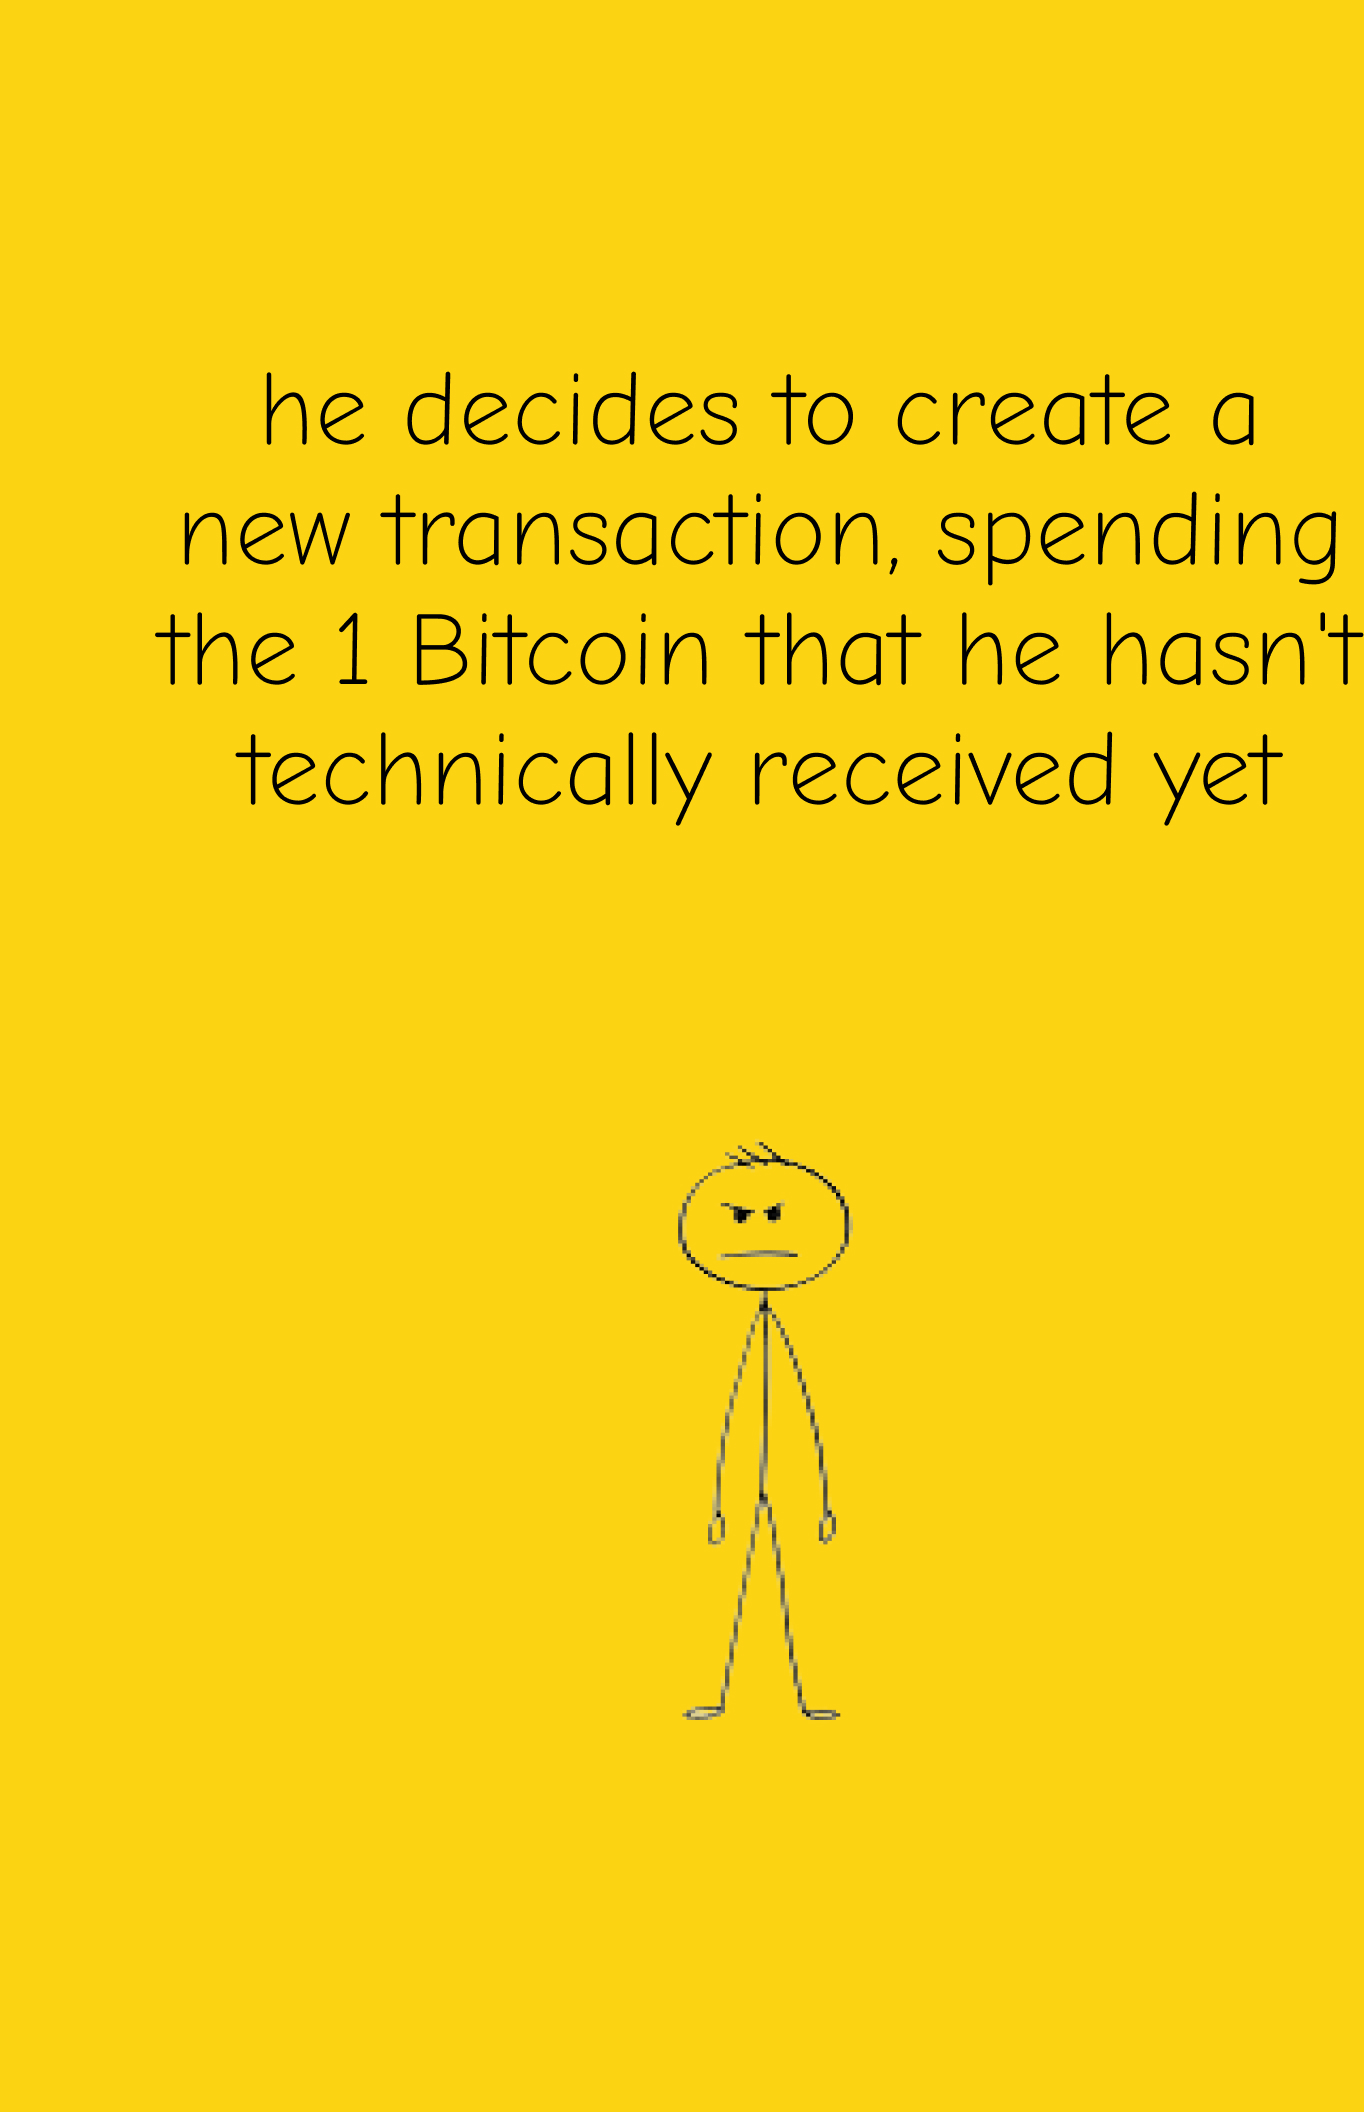 he decides to create a
new transaction, spending
the 1 Bitcoin that he hasn't
technically received yet